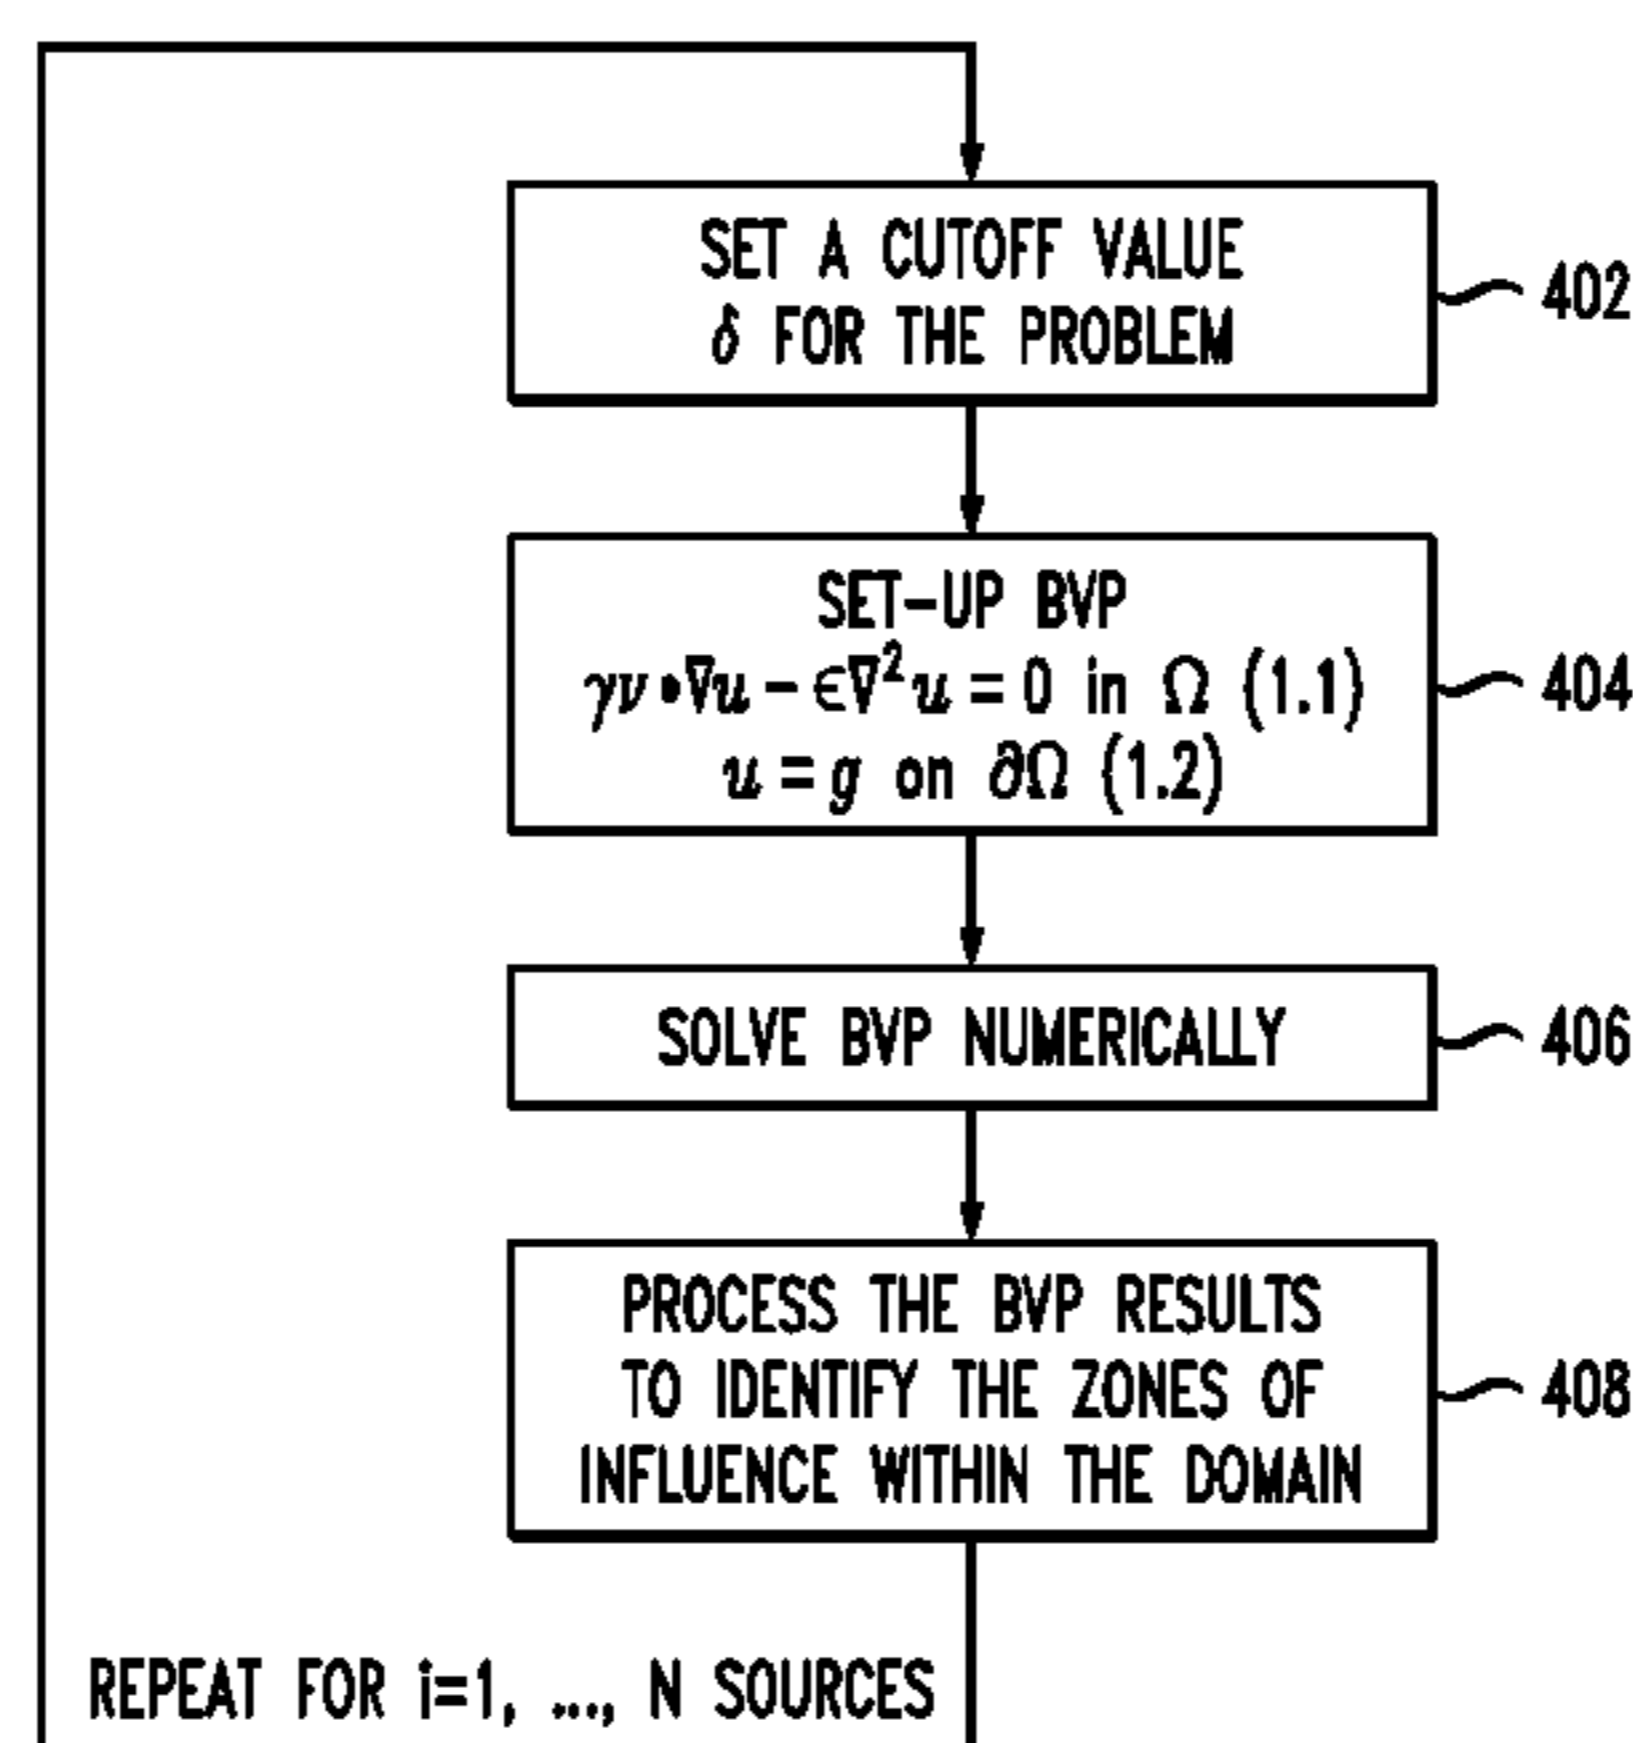 SET A CUTOFF VALUE
δ FOR THE PROBLEM
402
SET-UP BVP
γν•∇u − ϵ∇²u = 0 in Ω (1.1)
u = g on ∂Ω (1.2)
404
SOLVE BVP NUMERICALLY
406
PROCESS THE BVP RESULTS
TO IDENTIFY THE ZONES OF
INFLUENCE WITHIN THE DOMAIN
408
REPEAT FOR i=1, ..., N SOURCES